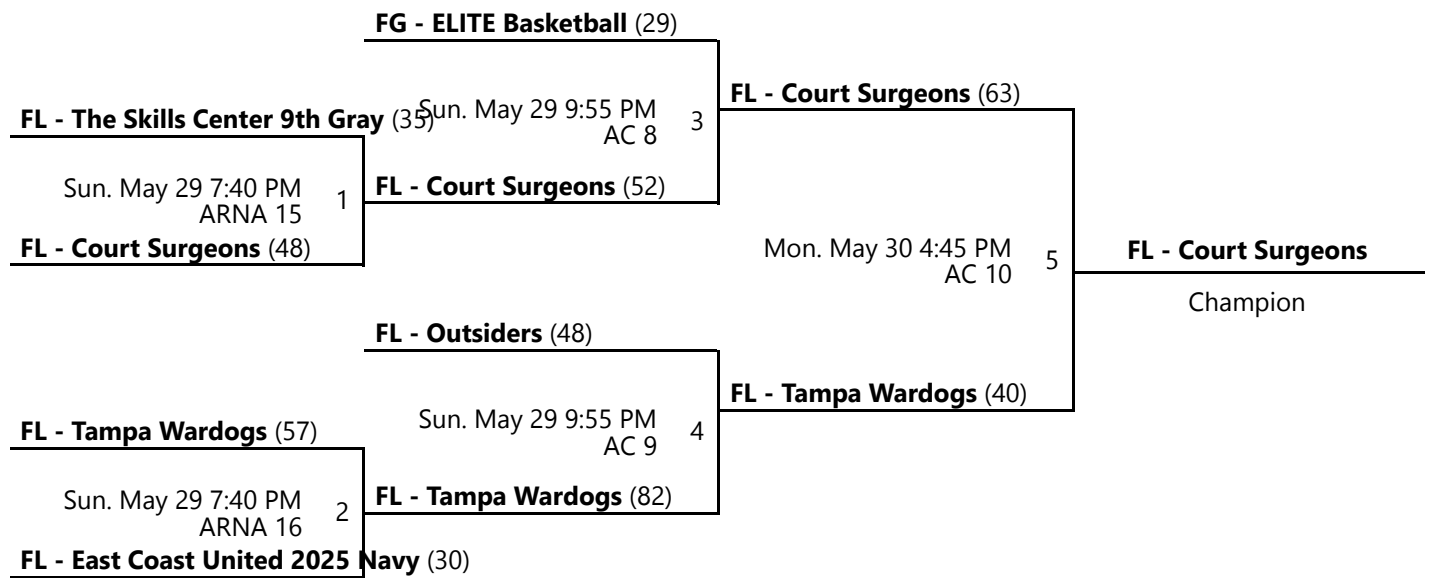 FG - ELITE Basketball (29)
FL - The Skills Center 9th Gray (35)
Sun. May 29 9:55 PM
AC 8
3
FL - Court Surgeons (63)
Sun. May 29 7:40 PM
ARNA 15
1
FL - Court Surgeons (52)
FL - Court Surgeons (48)
Mon. May 30 4:45 PM
AC 10
5
FL - Court Surgeons
Champion
FL - Outsiders (48)
FL - Tampa Wardogs (40)
FL - Tampa Wardogs (57)
Sun. May 29 9:55 PM
AC 9
4
Sun. May 29 7:40 PM
ARNA 16
2
FL - Tampa Wardogs (82)
FL - East Coast United 2025 Navy (30)